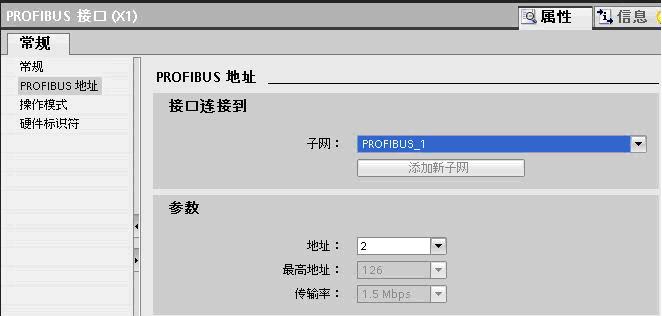 PROFIBUS 接口 (X1)
属性
信息
常规
常规
PROFIBUS 地址
操作模式
硬件标识符
PROFIBUS 地址
接口连接到
子网：
PROFIBUS_1
添加新子网
参数
地址：
2
最高地址：
126
传输率：
1.5 Mbps